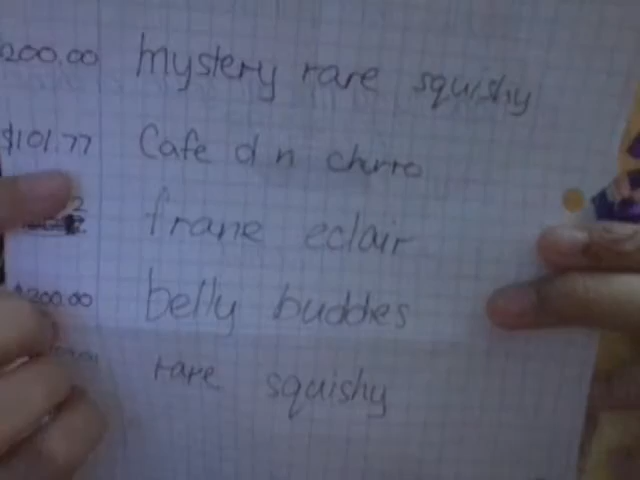 200.00 mystery rare squishy
$101.77 Cafe d n churro
frane eclair
$200.00 belly buddies
rare squishy